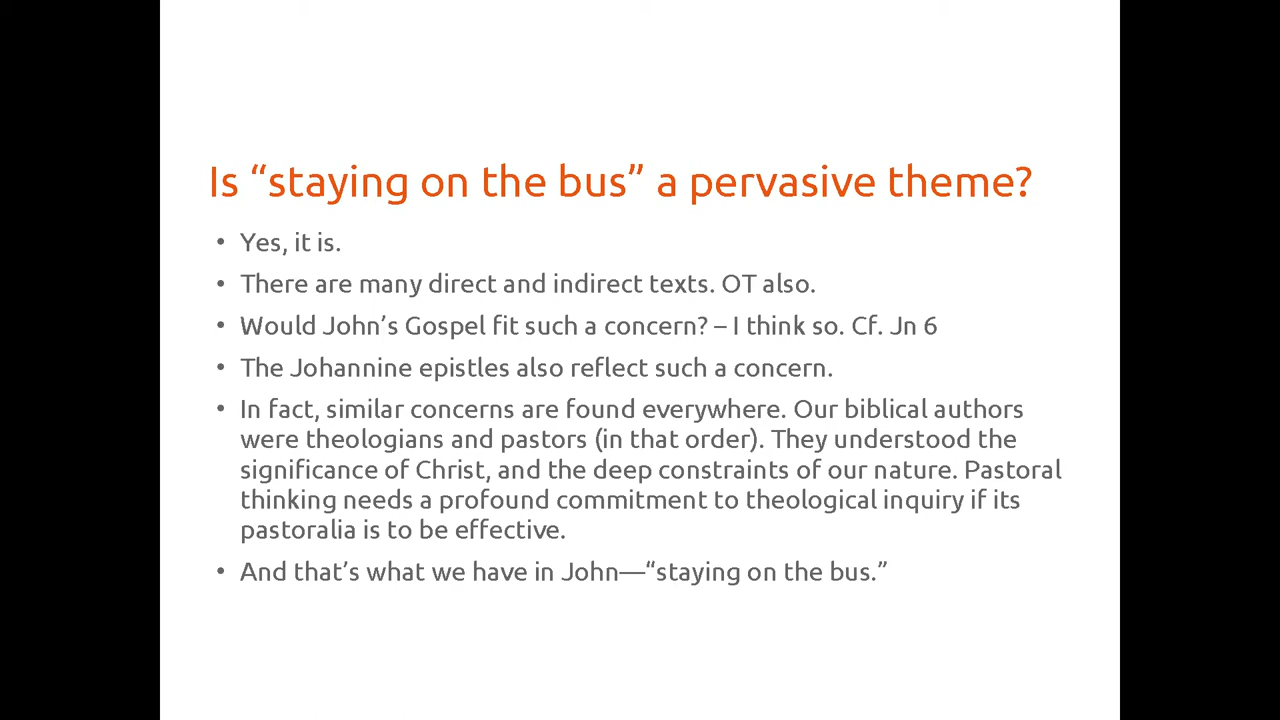 Is “staying on the bus” a pervasive theme?
• Yes, it is.
• There are many direct and indirect texts. OT also.
• Would John’s Gospel fit such a concern? – I think so. Cf. Jn 6
• The Johannine epistles also reflect such a concern.
• In fact, similar concerns are found everywhere. Our biblical authors
were theologians and pastors (in that order). They understood the
significance of Christ, and the deep constraints of our nature. Pastoral
thinking needs a profound commitment to theological inquiry if its
pastoralia is to be effective.
• And that’s what we have in John—“staying on the bus.”